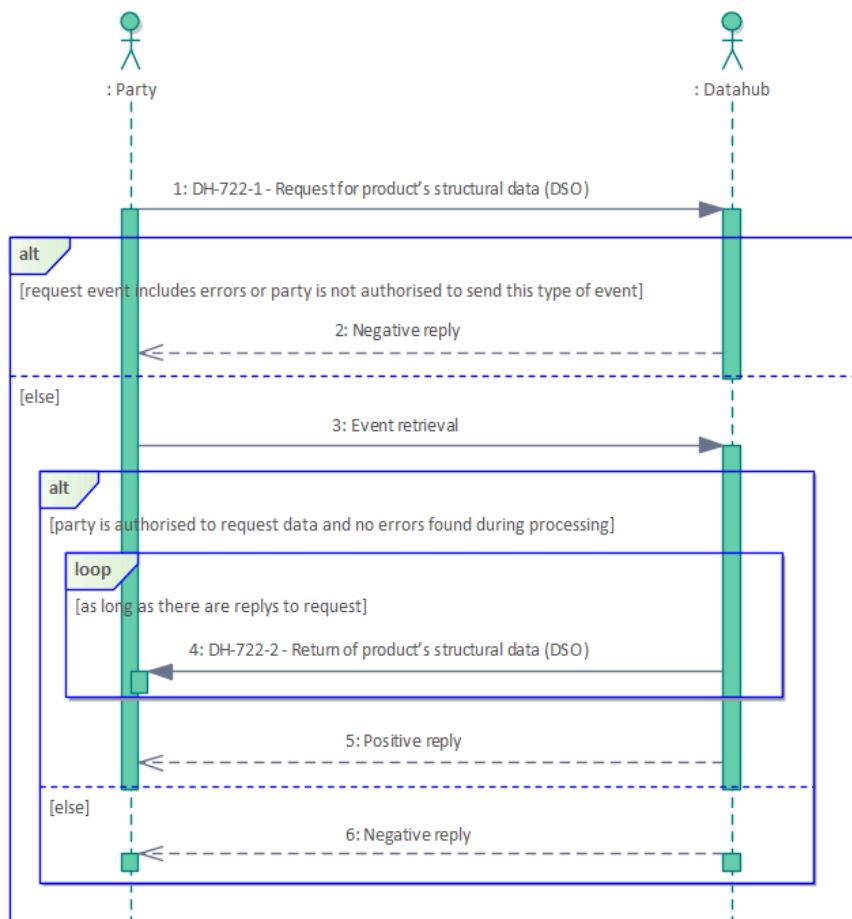 : Party
: Datahub
1: DH-722-1 - Request for product's structural data (DSO)
alt
[request event includes errors or party is not authorised to send this type of event]
2: Negative reply
[else]
3: Event retrieval
alt
[party is authorised to request data and no errors found during processing]
loop
[as long as there are replys to request]
4: DH-722-2 - Return of product's structural data (DSO)
5: Positive reply
[else]
6: Negative reply